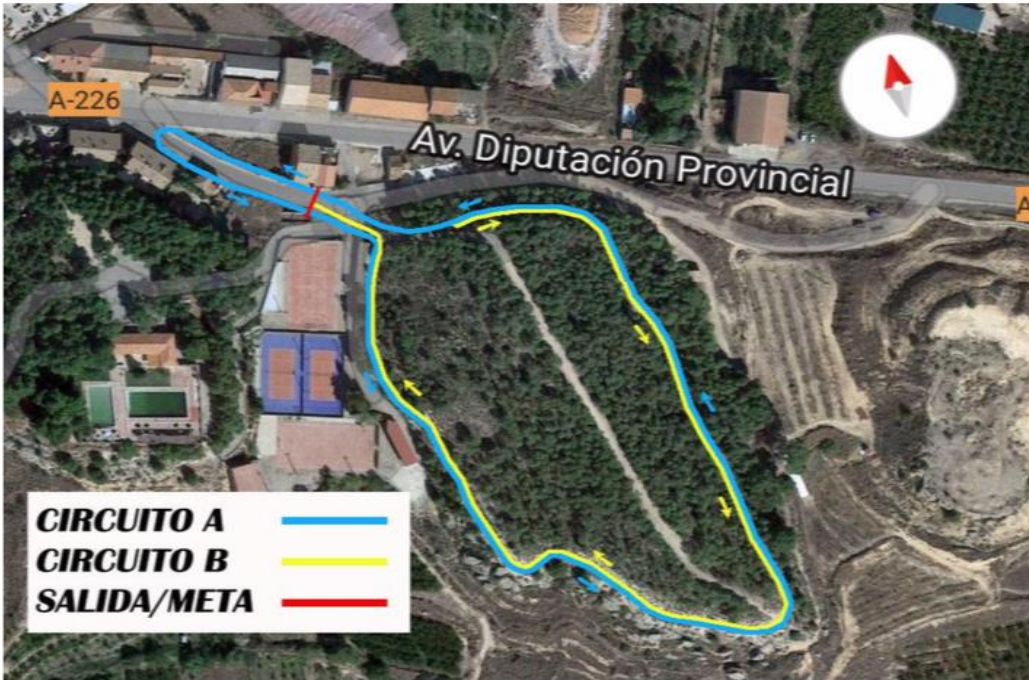 A-226
Av. Diputación Provincial
A
CIRCUITO A
CIRCUITO B
SALIDA/META